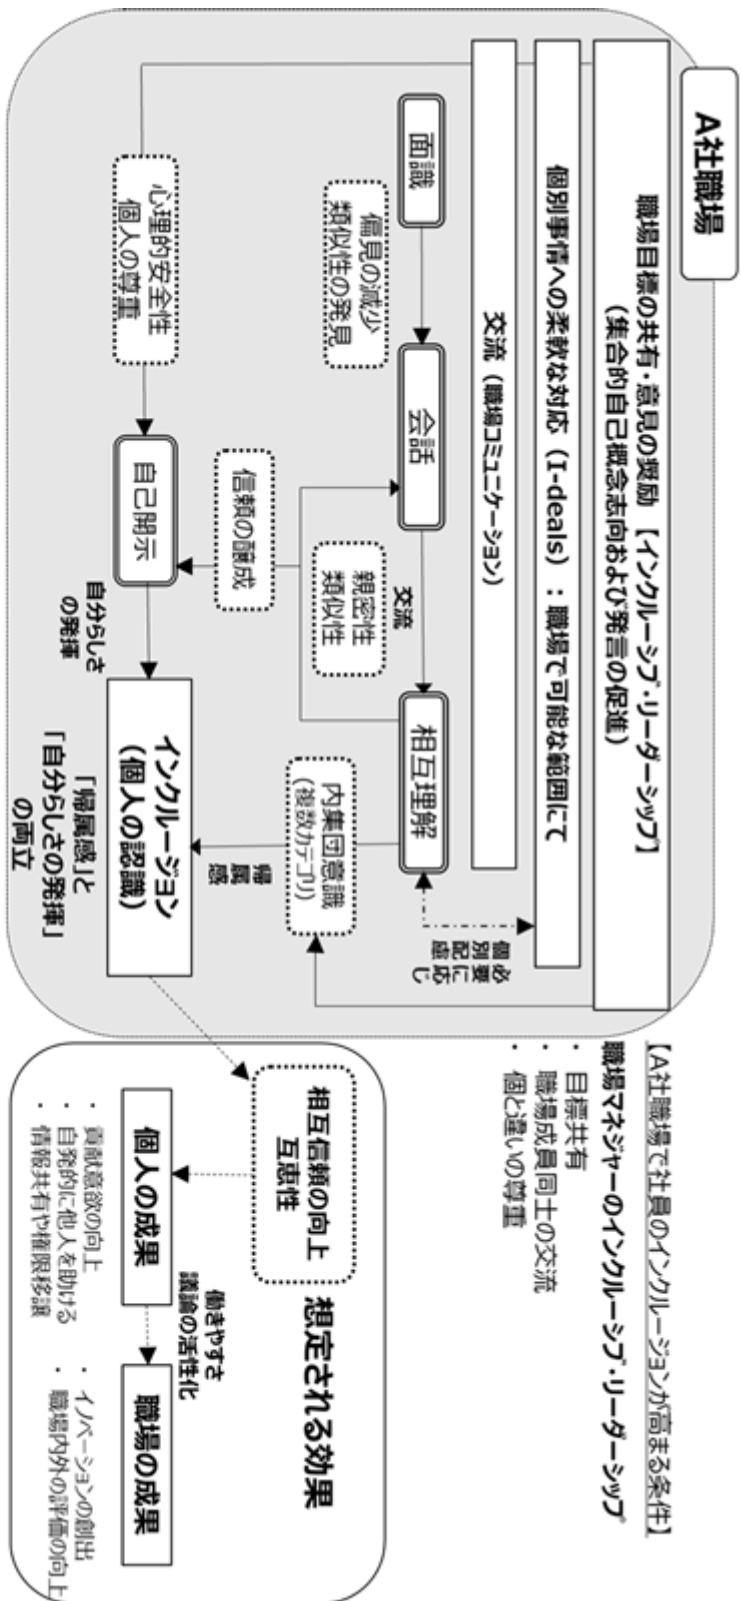 A社職場
職場目標の共有・意見の奨励 【インクルーシブ・リーダーシップ】
(集合的自己概念志向および発言の促進)
個別事情への柔軟な対応 (I-deals) : 職場で可能な範囲にて
交流 (職場コミュニケーション)
面識
偏見の減少
類似性の発見
会話
交流
親密性
類似性
相互理解
必要に応じ
個別配慮
心理的安全性
個人の尊重
信頼の醸成
自己開示
内集団意識
(複数カテゴリ)
帰属感
自分らしさ
の発揮
インクルージョン
(個人の認識)
「帰属感」と
「自分らしさの発揮」
の両立
【A社職場で社員のインクルージョンが高まる条件】
職場マネジャーのインクルーシブ・リーダーシップ
・ 目標共有
・ 職場成員同士の交流
・ 個と違いの尊重
想定される効果
相互信頼の向上
互恵性
働きやすさ
議論の活性化
個人の成果
・ 貢献意欲の向上
・ 自発的に他人を助ける
・ 情報共有や権限移譲
職場の成果
・ イノベーションの創出
・ 職場内外の評価の向上